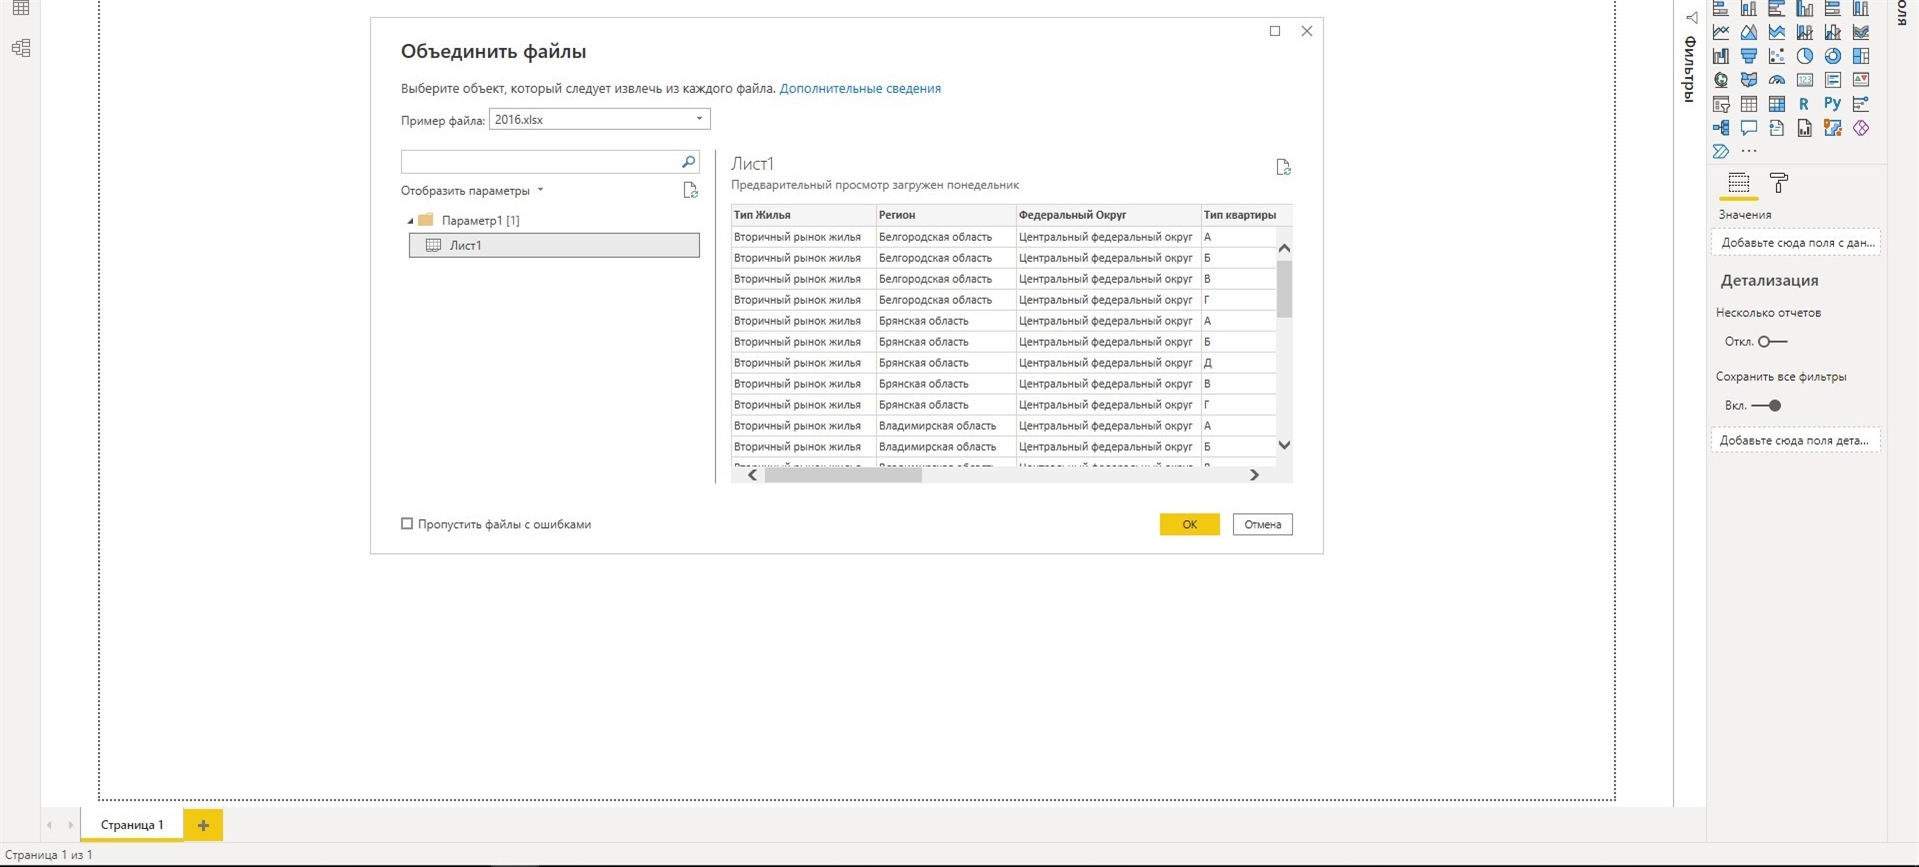 Объединить файлы
Выберите объект, который следует извлечь из каждого файла. Дополнительные сведения
Пример файла: 2016.xlsx
Отобразить параметры
Параметр1 [1]
Лист1
Лист1
Предварительный просмотр загружен понедельник
Тип Жилья Регион Федеральный Округ Тип квартиры
Вторичный рынок жилья Белгородская область Центральный федеральный округ А
Вторичный рынок жилья Белгородская область Центральный федеральный округ Б
Вторичный рынок жилья Белгородская область Центральный федеральный округ В
Вторичный рынок жилья Белгородская область Центральный федеральный округ Г
Вторичный рынок жилья Брянская область Центральный федеральный округ А
Вторичный рынок жилья Брянская область Центральный федеральный округ Б
Вторичный рынок жилья Брянская область Центральный федеральный округ Д
Вторичный рынок жилья Брянская область Центральный федеральный округ В
Вторичный рынок жилья Брянская область Центральный федеральный округ Г
Вторичный рынок жилья Владимирская область Центральный федеральный округ А
Вторичный рынок жилья Владимирская область Центральный федеральный округ Б
Пропустить файлы с ошибками
ОК
Отмена
Фильтры
R Py
123
Значения
Добавьте сюда поля с дан...
Детализация
Несколько отчетов
Откл.
Сохранить все фильтры
Вкл.
Добавьте сюда поля дета...
Страница 1
Страница 1 из 1